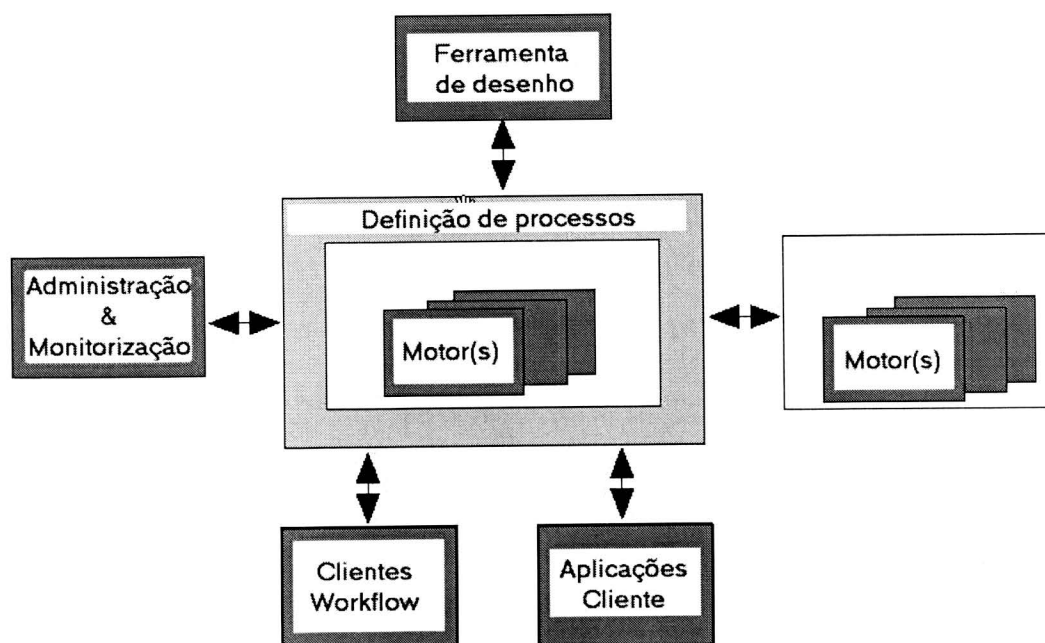 Ferramenta
de desenho
Definição de processos
Administração
&
Monitorização
Motor(s)
Motor(s)
Clientes
Workflow
Aplicações
Cliente